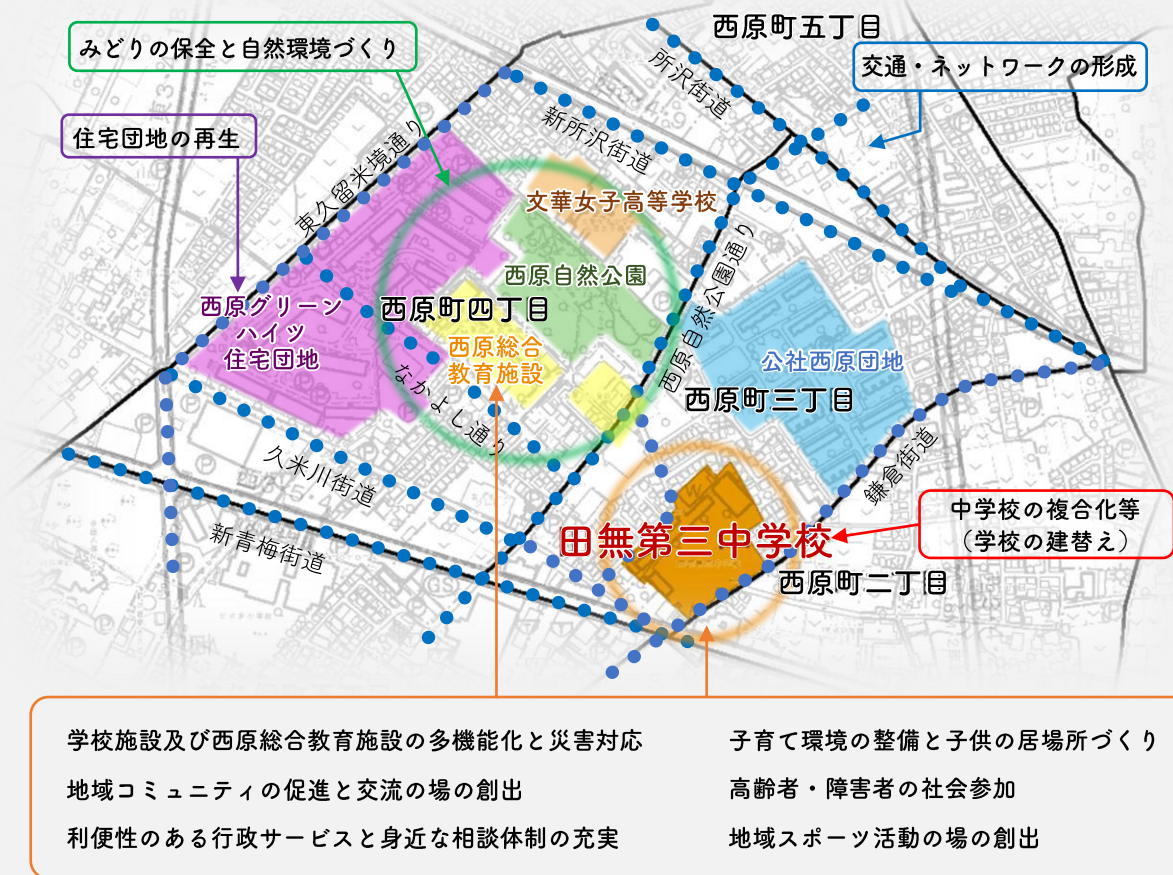 西原町五丁目
みどりの保全と自然環境づくり
交通・ネットワークの形成
所沢街道
新所沢街道
住宅団地の再生
東久留米境通り
文華女子高等学校
西原自然公園
西原自然公園通り
西原グリーン
ハイツ
住宅団地
西原町四丁目
西原総合
教育施設
公社西原団地
西原町三丁目
なかよし通り
久米川街道
鎌倉街道
新青梅街道
田無第三中学校
中学校の複合化等
（学校の建替え）
西原町二丁目
学校施設及び西原総合教育施設の多機能化と災害対応
地域コミュニティの促進と交流の場の創出
利便性のある行政サービスと身近な相談体制の充実
子育て環境の整備と子供の居場所づくり
高齢者・障害者の社会参加
地域スポーツ活動の場の創出